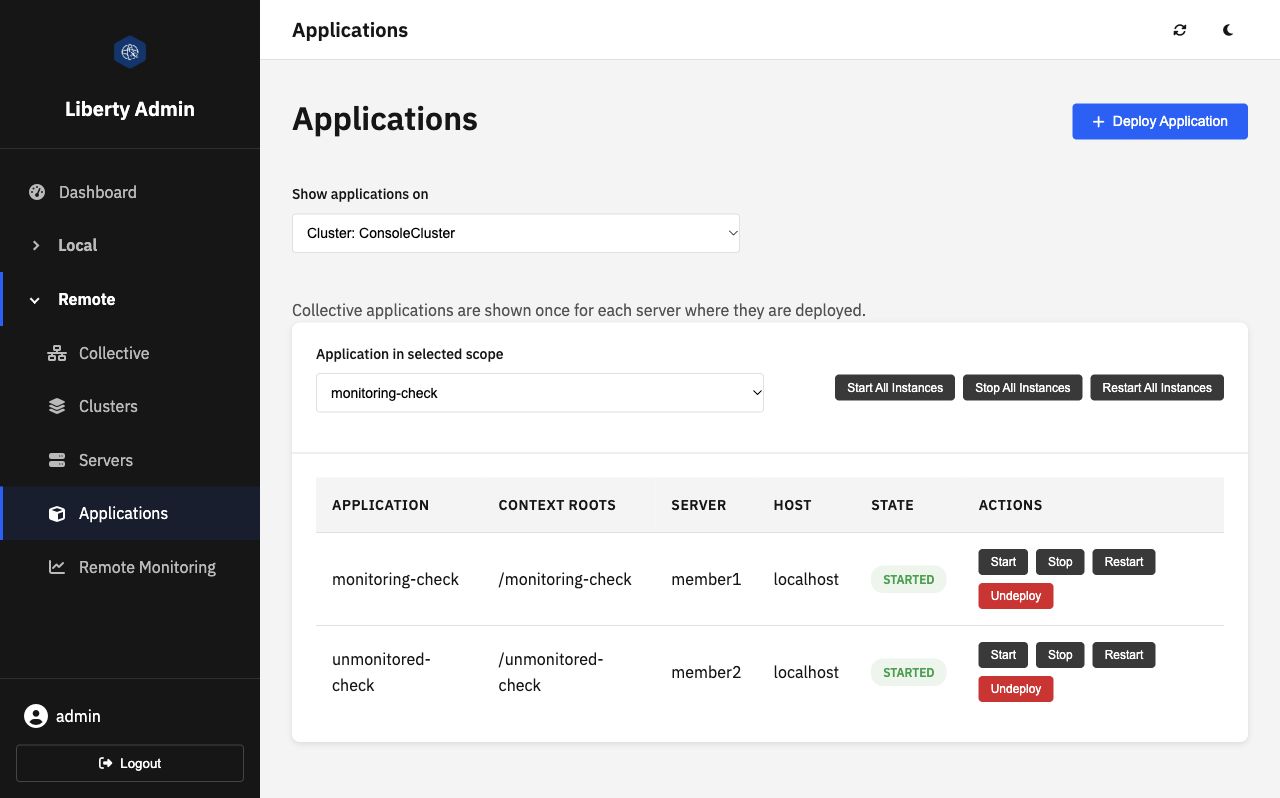 Liberty Admin
Dashboard
Local
Remote
Collective
Clusters
Servers
Applications
Remote Monitoring
admin
Logout
Applications
Applications
Deploy Application
Show applications on
Cluster: ConsoleCluster
Collective applications are shown once for each server where they are deployed.
Application in selected scope
monitoring-check
Start All Instances Stop All Instances Restart All Instances
APPLICATION CONTEXT ROOTS SERVER HOST STATE ACTIONS
monitoring-check /monitoring-check member1 localhost STARTED Start Stop Restart
Undeploy
unmonitored-check /unmonitored-check member2 localhost STARTED Start Stop Restart
Undeploy